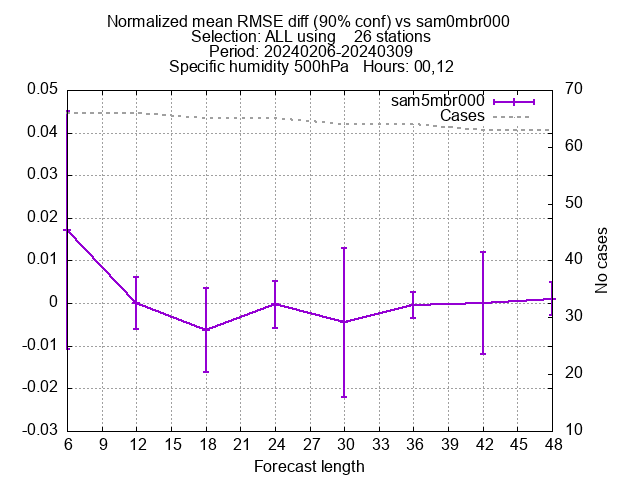 Normalized mean RMSE diff (90% conf) vs sam0mbr000
Selection: ALL using    26 stations
Period: 20240206-20240309
Specific humidity 500hPa   Hours: 00,12
sam5mbr000
Cases
0.05
0.04
0.03
0.02
0.01
0
-0.01
-0.02
-0.03
70
60
50
40
30
20
10
No cases
6 9 12 15 18 21 24 27 30 33 36 39 42 45 48
Forecast length